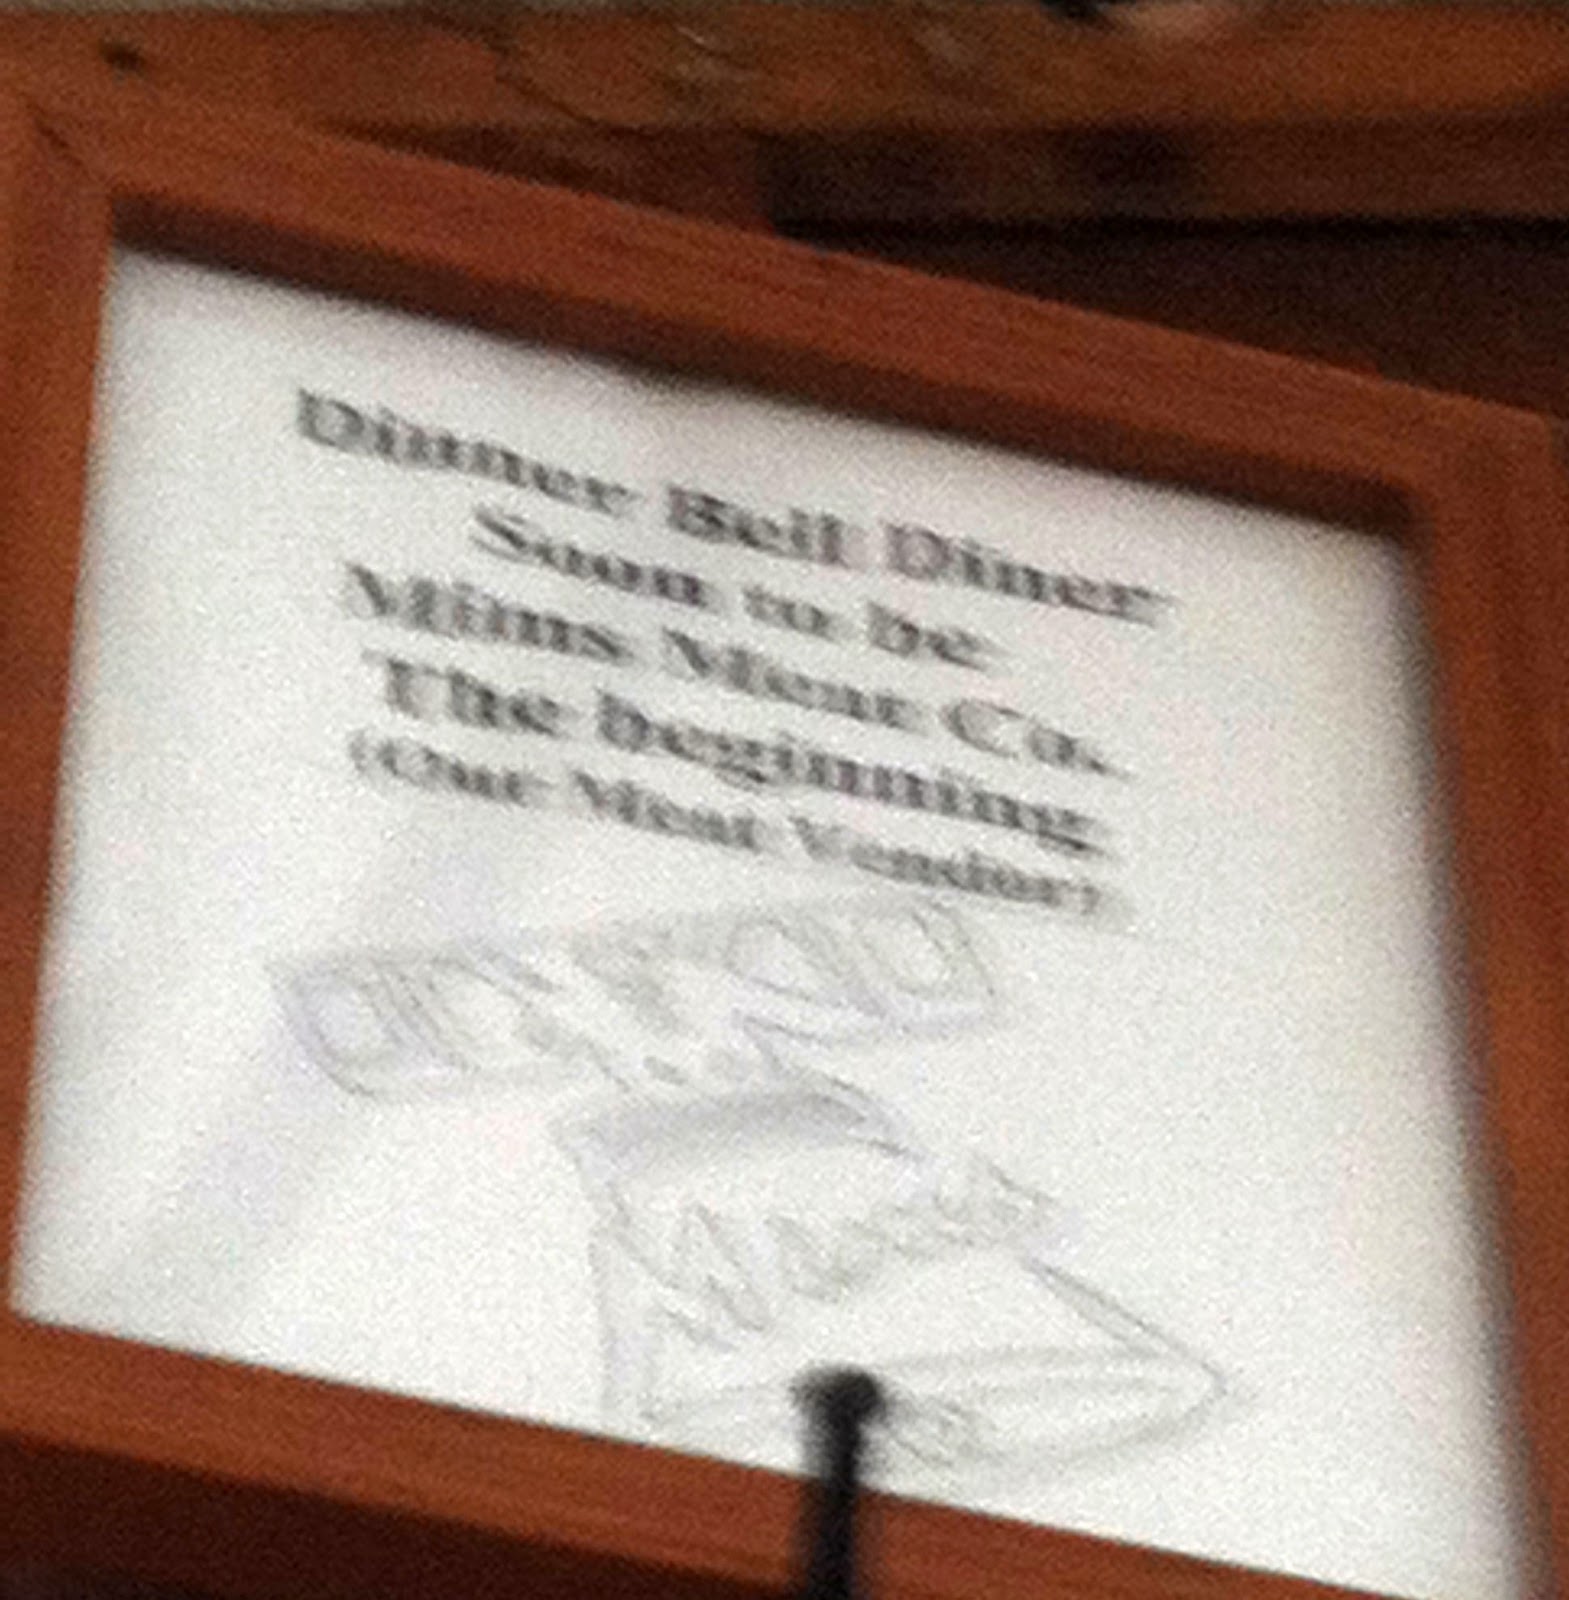 Dinner Bell Diner
Soon to be
Mims Meat Co.
The beginning
(Our Meat Vendor)